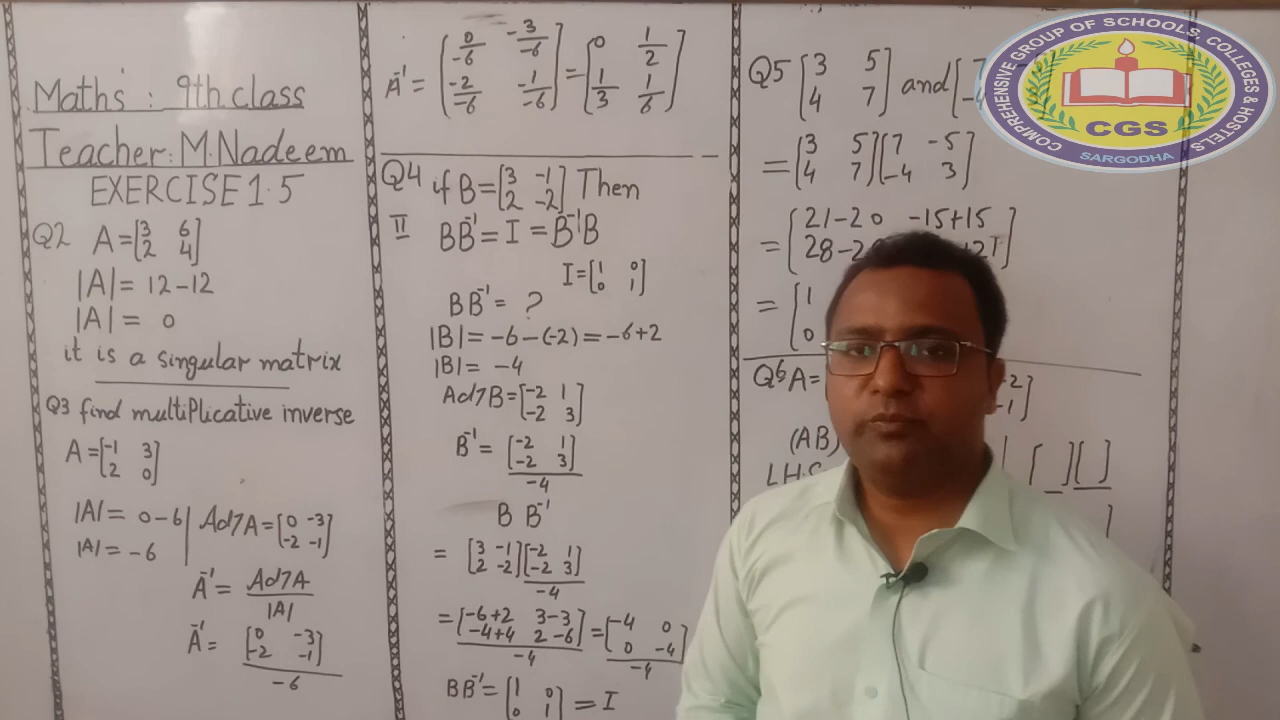 Maths : 9th class
Teacher: M.Nadeem
EXERCISE 1.5
Q2 A=[3 6
2 4]
|A|= 12-12
|A|= 0
it is a singular matrix
Q3 find multiplicative inverse
A=[-1 3
2 0]
|A|= 0-6
|A|=-6
AdJA=[0 -3
-2 -1]
A⁻¹= AdJA
|A|
A⁻¹= [0 -3
-2 -1]
-6
A⁻¹= [0/-6 -3/-6
-2/-6 -1/-6] = [0 1/2
1/3 1/6]
Q4 if B=[3 -1
2 -2] Then
II BB⁻¹= I = B⁻¹B
I=[1 0
0 1]
BB⁻¹= ?
|B|= -6-(-2) = -6+2
|B|= -4
AdJB=[-2 1
-2 3]
B⁻¹= [-2 1
-2 3]
-4
B B⁻¹
= [3 -1
2 -2][-2 1
-2 3]
-4
=[-6+2 3-3
-4+4 2-6]
-4
=[-4 0
0 -4]
-4
BB⁻¹=[1 0
0 1] = I
Q5 [3 5
4 7] and
=[3 5
4 7][7 -5
-4 3]
=[21-20 -15+15
28-
=[1
0
Q6 A=
-2
-1]
(AB)
L.H.S
[ ][ ]
COMPREHENSIVE GROUP OF SCHOOLS, COLLEGES & HOSTELS
CGS
SARGODHA